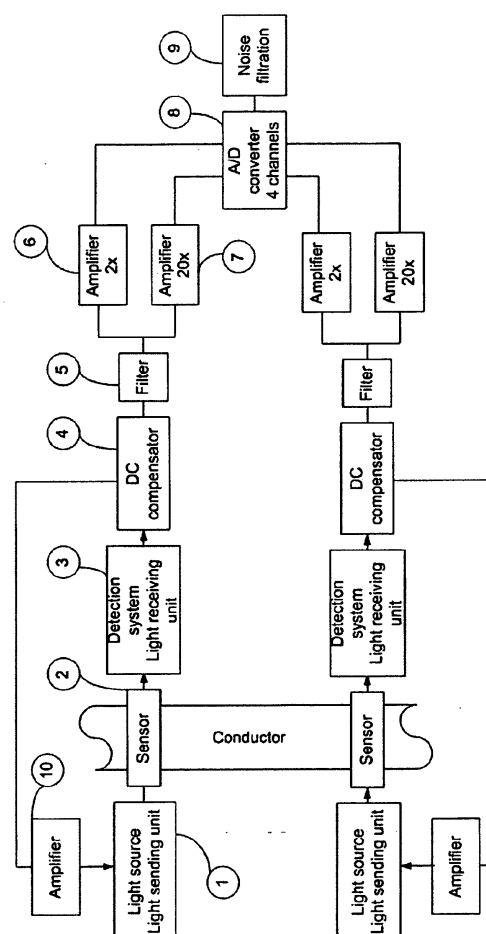 10
Amplifier
1
Light source
Light sending unit
2
Sensor
3
Detection
system
Light receiving
unit
4
DC
compensator
5
Filter
6
Amplifier
2x
Amplifier
20x
7
8
A/D
converter
4 channels
9
Noise
filtration
Conductor
Light source
Light sending unit
Amplifier
Sensor
Detection
system
Light receiving
unit
DC
compensator
Filter
Amplifier
2x
Amplifier
20x